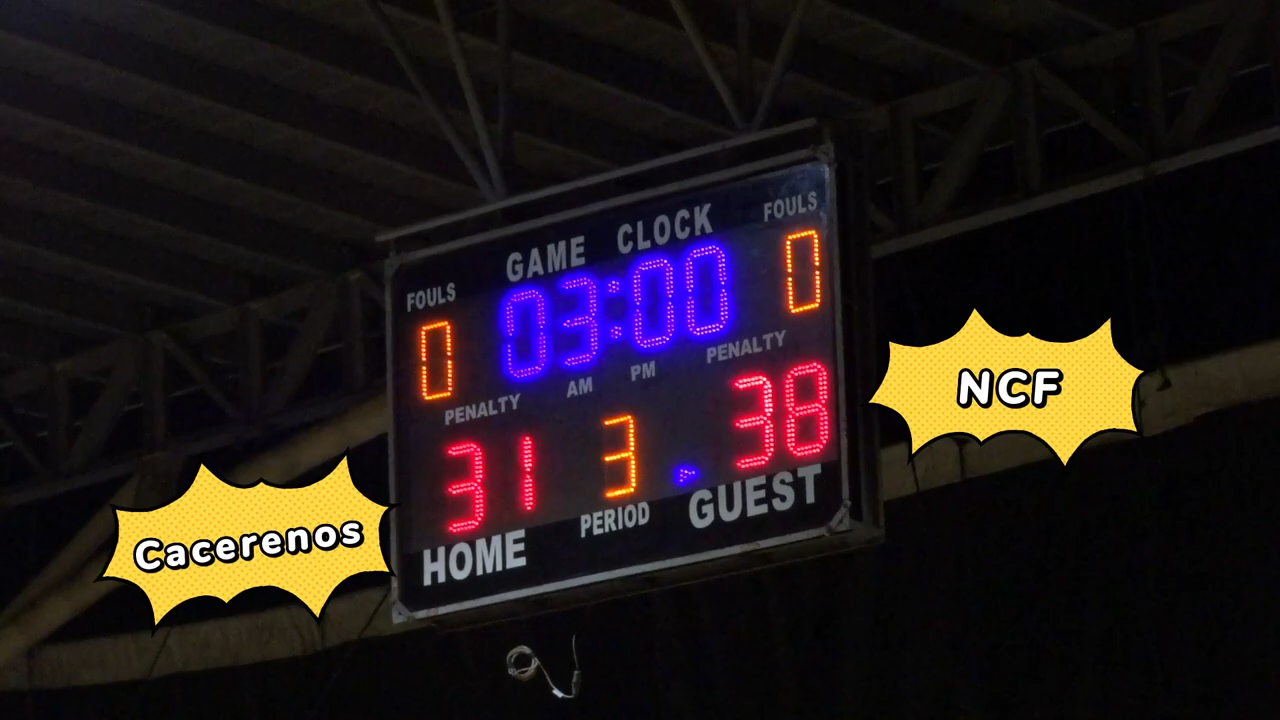 GAME CLOCK
FOULS
FOULS
03:00
0
0
AM PM
PENALTY
PENALTY
31
3
38
HOME
PERIOD
GUEST
Cacerenos
NCF